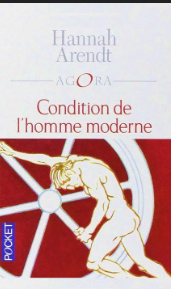 Hannah
Arendt
AGORA
Condition de
l'homme moderne
POCKET